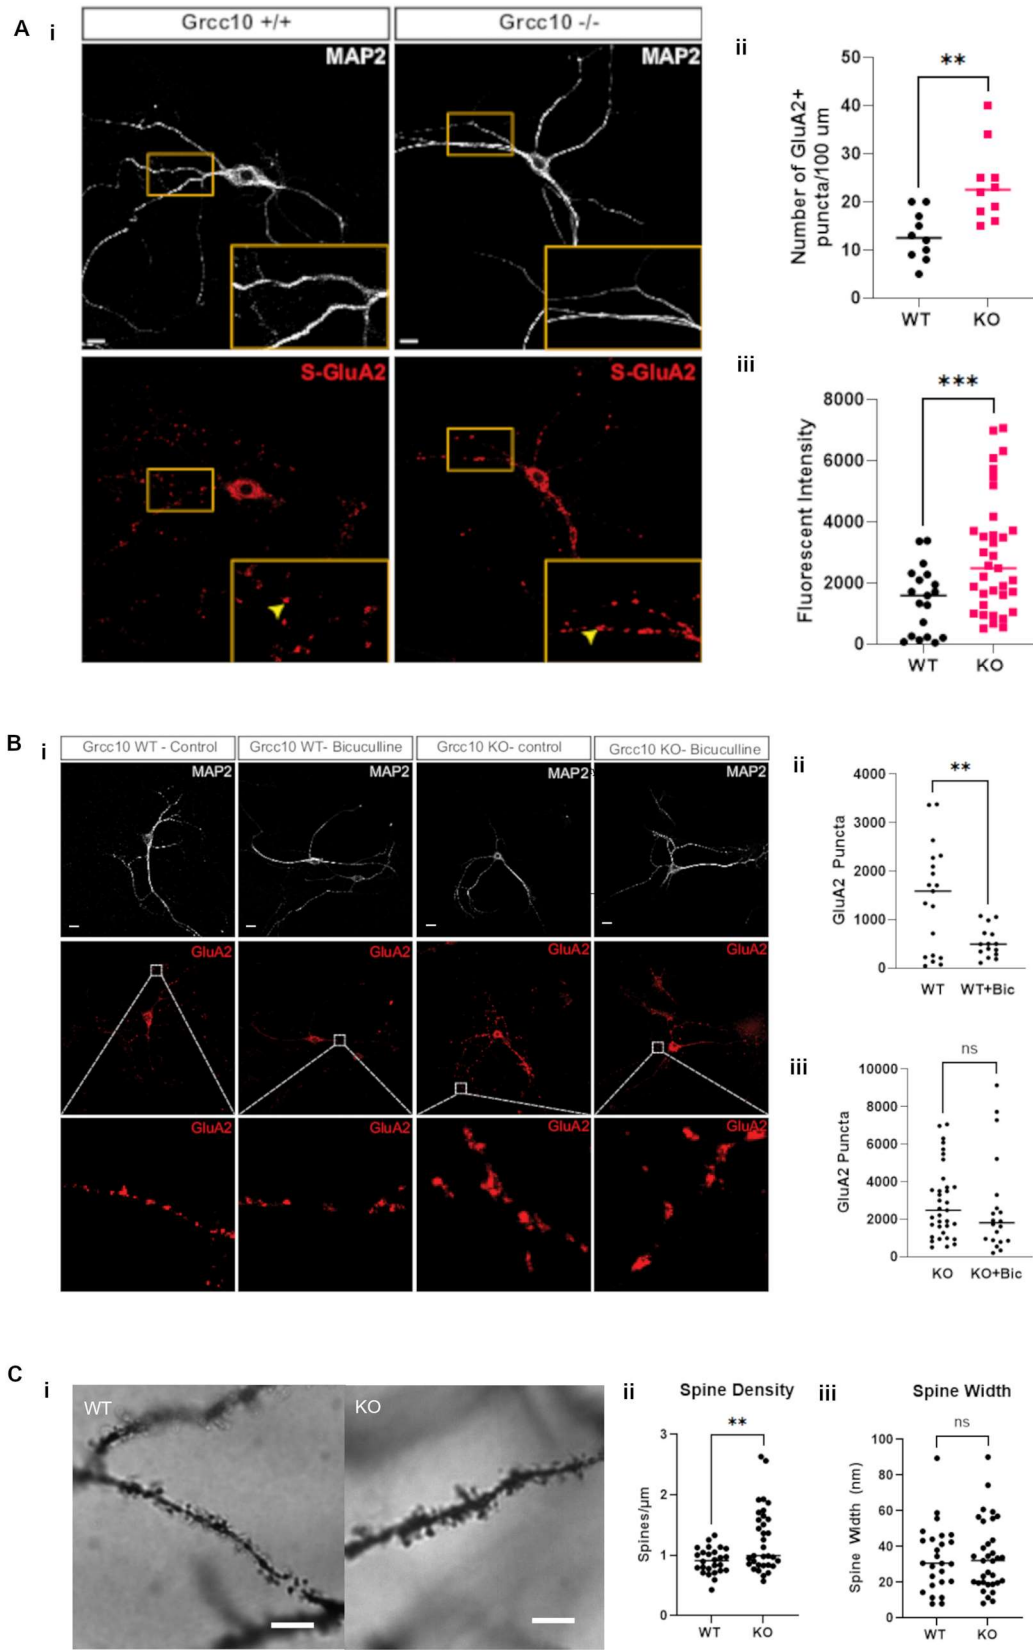 A
i
Grcc10 +/+
Grcc10 -/-
MAP2
MAP2
S-GluA2
S-GluA2
ii
**
50
40
30
20
10
0
Number of GluA2+
puncta/100 um
WT
KO
iii
***
8000
6000
4000
2000
0
Fluorescent Intensity
WT
KO
B
i
Grcc10 WT - Control
Grcc10 WT- Bicuculline
Grcc10 KO- control
Grcc10 KO- Bicuculline
MAP2
MAP2
MAP2
MAP2
GluA2
GluA2
GluA2
GluA2
GluA2
GluA2
GluA2
GluA2
ii
**
4000
3000
2000
1000
0
GluA2 Puncta
WT
WT+Bic
iii
ns
10000
8000
6000
4000
2000
0
GluA2 Puncta
KO
KO+Bic
C
i
WT
KO
ii
Spine Density
**
3
2
1
0
Spines/µm
WT
KO
iii
Spine Width
ns
100
80
60
40
20
0
Spine Width (nm)
WT
KO